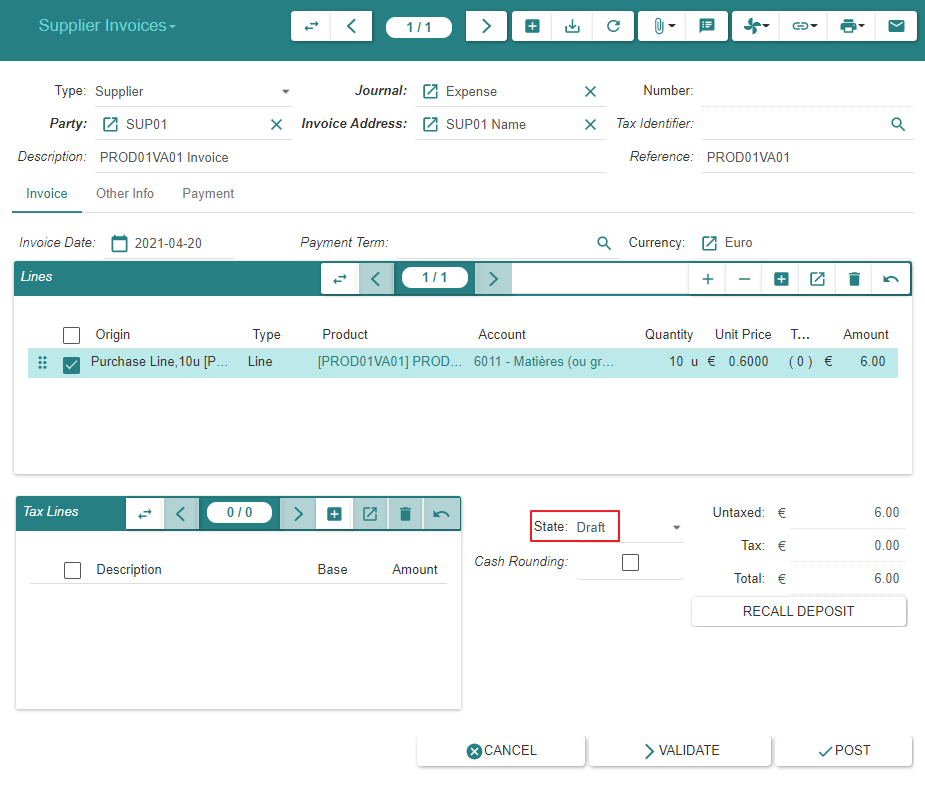 Supplier Invoices
1 / 1
Type: Supplier Journal: Expense Number:
Party: SUP01 Invoice Address: SUP01 Name Tax Identifier:
Description: PROD01VA01 Invoice Reference: PROD01VA01
Invoice Other Info Payment
Invoice Date: 2021-04-20 Payment Term: Currency: Euro
Lines 1 / 1
Origin Type Product Account Quantity Unit Price T... Amount
Purchase Line,10u [P... Line [PROD01VA01] PROD... 6011 - Matières (ou gr... 10 u € 0.6000 ( 0 ) € 6.00
Tax Lines 0 / 0
Description Base Amount
State: Draft
Cash Rounding:
Untaxed: € 6.00
Tax: € 0.00
Total: € 6.00
RECALL DEPOSIT
CANCEL VALIDATE POST